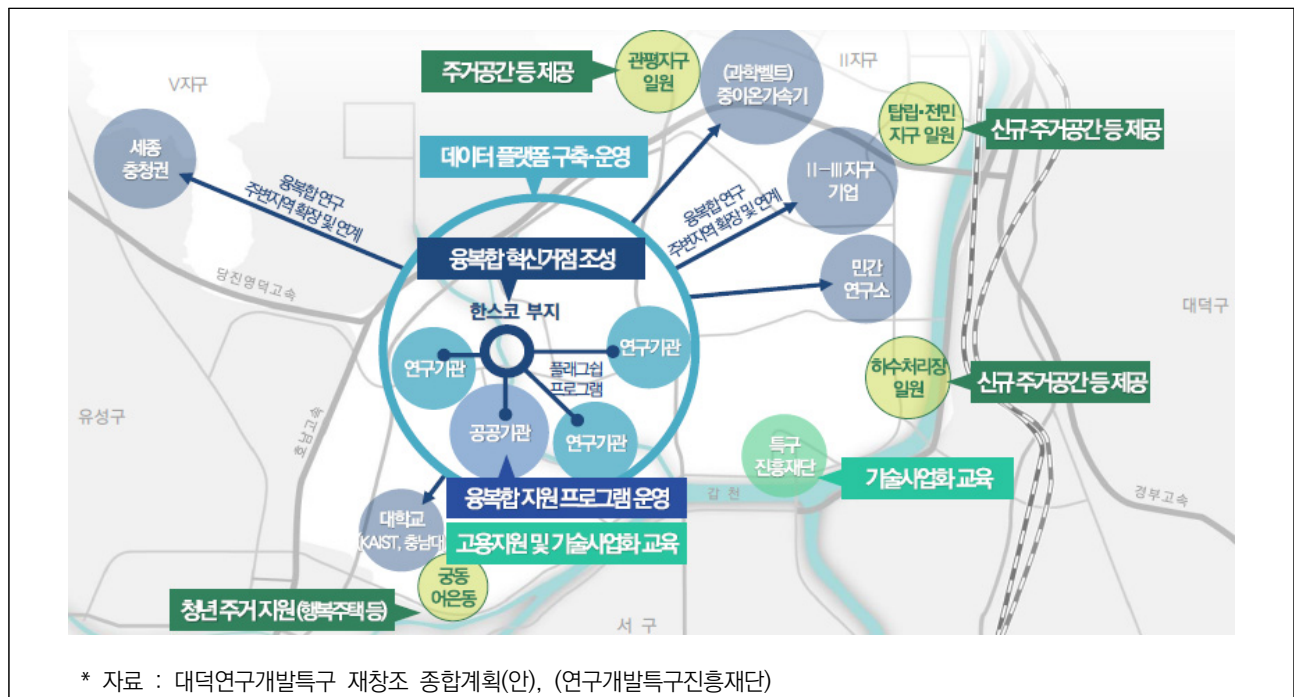 주거공간 등 제공
관평지구
일원
(과학벨트)
중이온가속기
II지구
V지구
탑립·전민
지구 일원
신규 주거공간 등 제공
세종
충청권
데이터 플랫폼 구축·운영
II-III지구
기업
융복합 연구
주변지역 확장 및 연계
융복합 연구
주변지역 확장 및 연계
융복합 혁신거점 조성
민간
연구소
당진영덕고속
한스코 부지
대덕구
연구기관
연구기관
플래그쉽
프로그램
하수처리장
일원
신규 주거공간 등 제공
유성구
호남고속
공공기관
연구기관
특구
진흥재단
기술사업화 교육
융복합 지원 프로그램 운영
갑천
경부고속
대학교
(KAIST, 충남대)
고용지원 및 기술사업화 교육
궁동
어은동
청년 주거 지원 (행복주택 등)
서 구
* 자료 : 대덕연구개발특구 재창조 종합계획(안), (연구개발특구진흥재단)